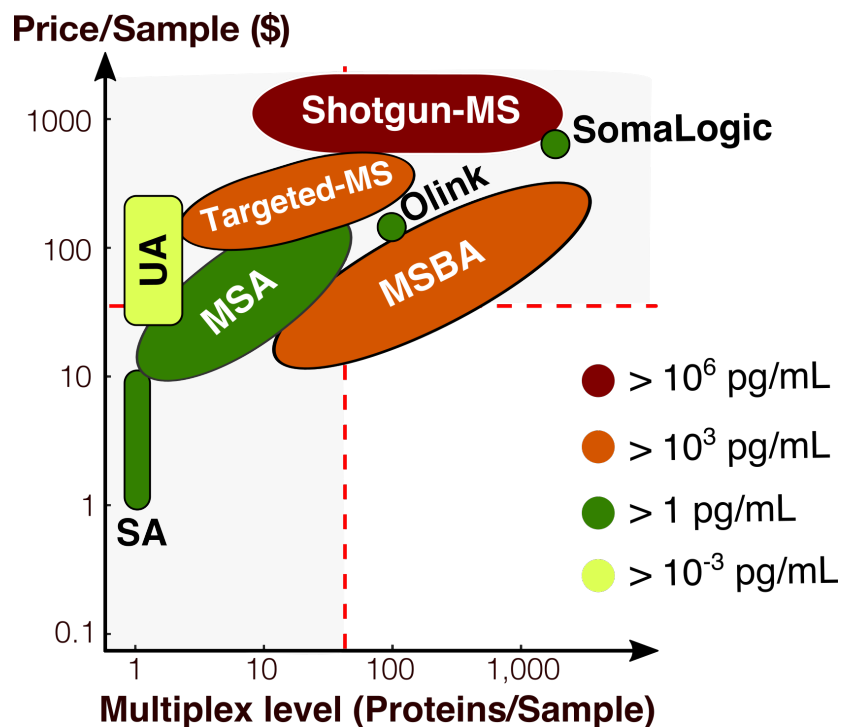 Price/Sample ($)
1000
100
10
1
0.1
Shotgun-MS
SomaLogic
Targeted-MS
Olink
UA
MSA
MSBA
SA
> 10⁶ pg/mL
> 10³ pg/mL
> 1 pg/mL
> 10⁻³ pg/mL
1 10 100 1,000
Multiplex level (Proteins/Sample)